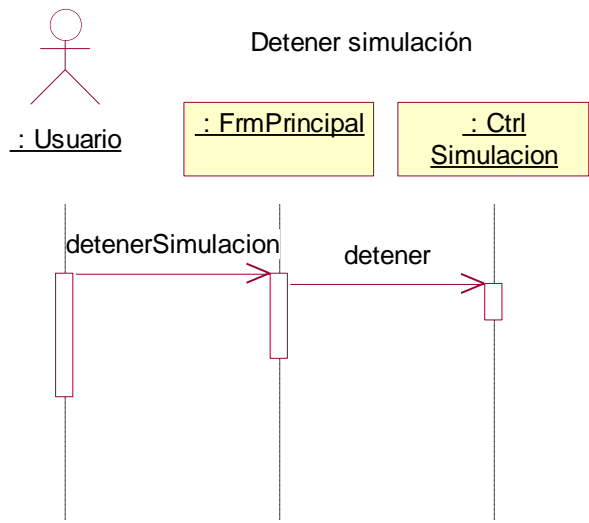 Detener simulación
: Usuario
: FrmPrincipal
: Ctrl
Simulacion
detenerSimulacion
detener